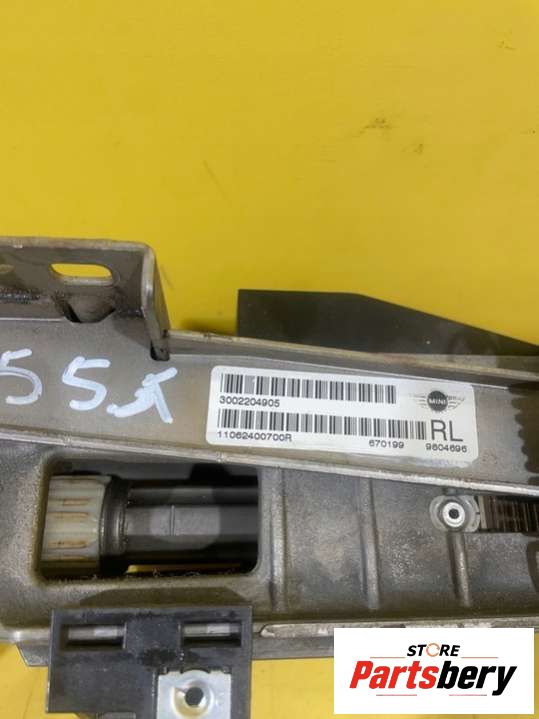 55
3002204905
MINI
11062400700R
670199
9804696
RL
STORE
Partsbery